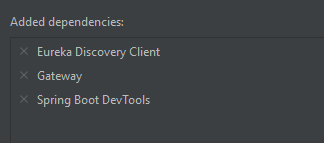 Added dependencies:
Eureka Discovery Client
Gateway
Spring Boot DevTools